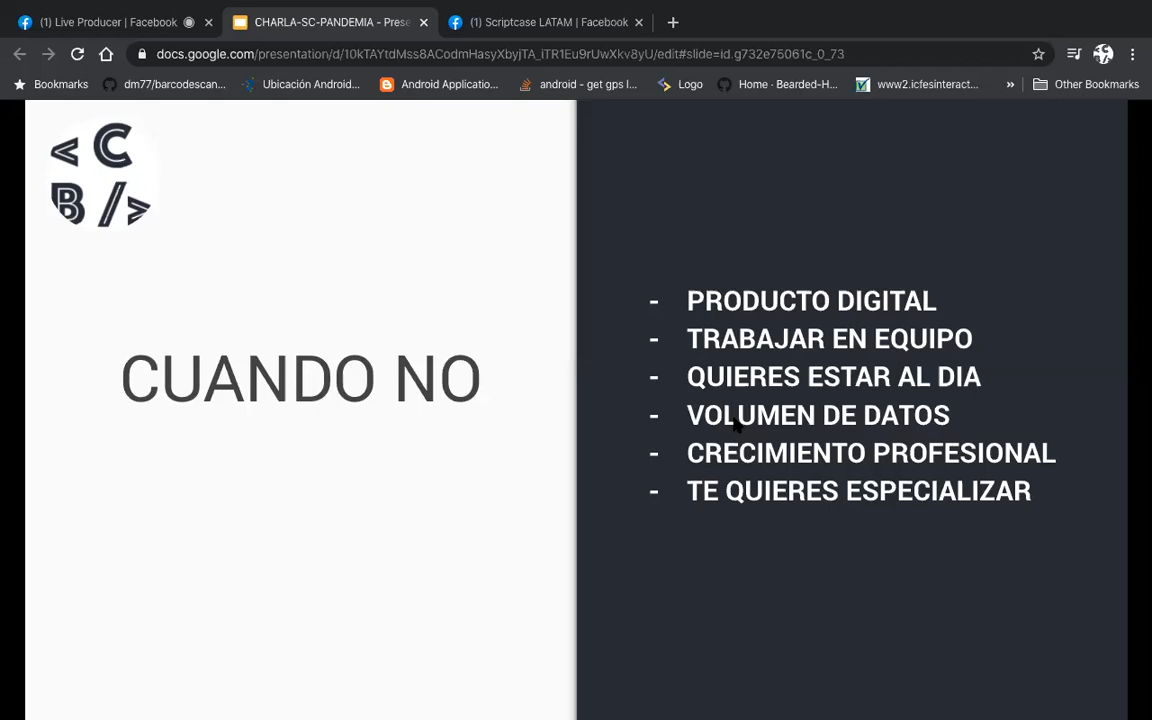 (1) Live Producer | Facebook
CHARLA-SC-PANDEMIA - Prese
(1) Scriptcase LATAM | Facebook
docs.google.com/presentation/d/10kTAYtdMss8ACodmHasyXbyjTA_iTR1Eu9rUwXkv8yU/edit#slide=id.g732e75061c_0_73
Bookmarks
dm77/barcodescan...
Ubicación Android...
Android Applicatio...
android - get gps l...
Logo
Home · Bearded-H...
www2.icfesinteract...
Other Bookmarks
< C
B />
CUANDO NO
- PRODUCTO DIGITAL
- TRABAJAR EN EQUIPO
- QUIERES ESTAR AL DIA
- VOLUMEN DE DATOS
- CRECIMIENTO PROFESIONAL
- TE QUIERES ESPECIALIZAR